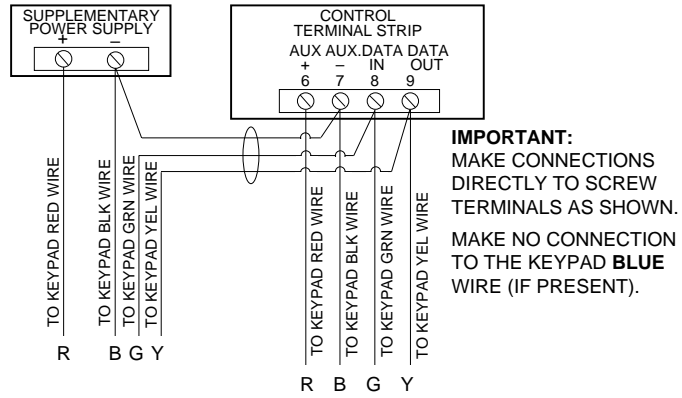 SUPPLEMENTARY
POWER SUPPLY
+ –
CONTROL
TERMINAL STRIP
AUX AUX.DATA DATA
+ – IN OUT
6 7 8 9
IMPORTANT:
MAKE CONNECTIONS
DIRECTLY TO SCREW
TERMINALS AS SHOWN.
MAKE NO CONNECTION
TO THE KEYPAD BLUE
WIRE (IF PRESENT).
TO KEYPAD RED WIRE
TO KEYPAD BLK WIRE
TO KEYPAD GRN WIRE
TO KEYPAD YEL WIRE
TO KEYPAD RED WIRE
TO KEYPAD BLK WIRE
TO KEYPAD GRN WIRE
TO KEYPAD YEL WIRE
R B G Y
R B G Y